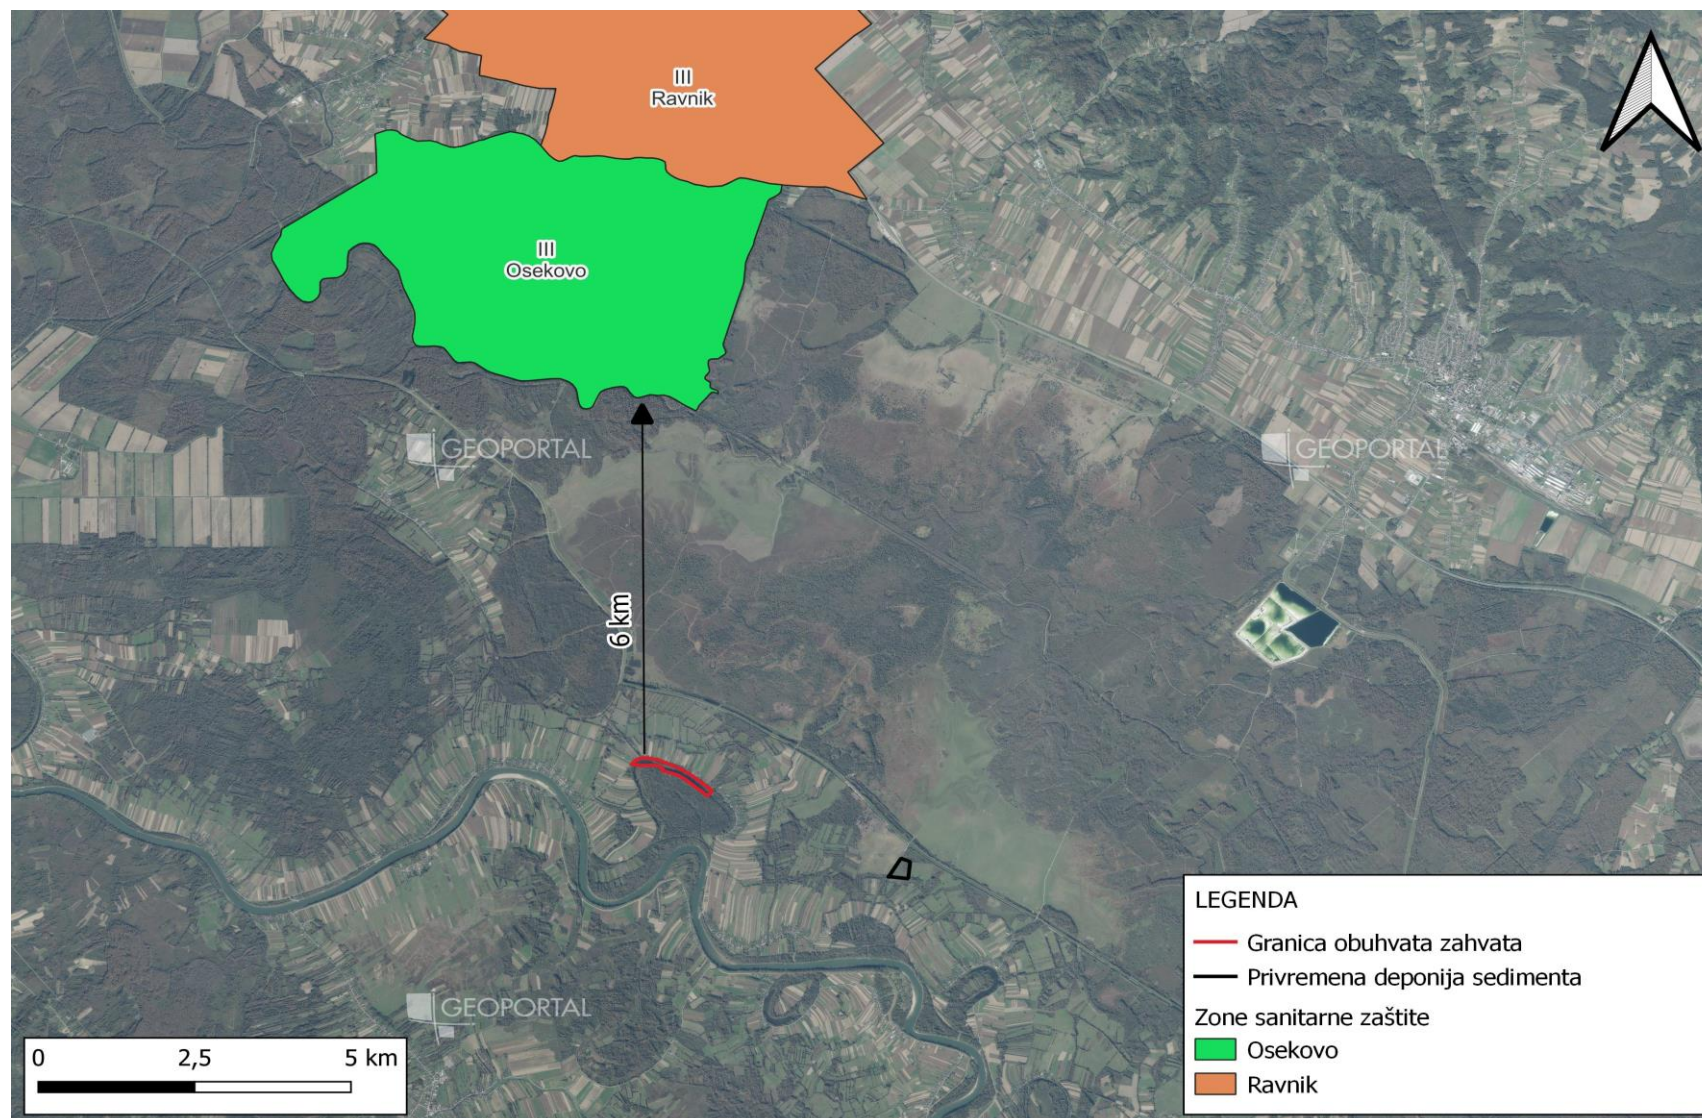 III
Ravnik
III
Osekovo
GEOPORTAL
GEOPORTAL
6 km
GEOPORTAL
LEGENDA
Granica obuhvata zahvata
Privremena deponija sedimenta
Zone sanitarne zaštite
Osekovo
Ravnik
0 2,5 5 km